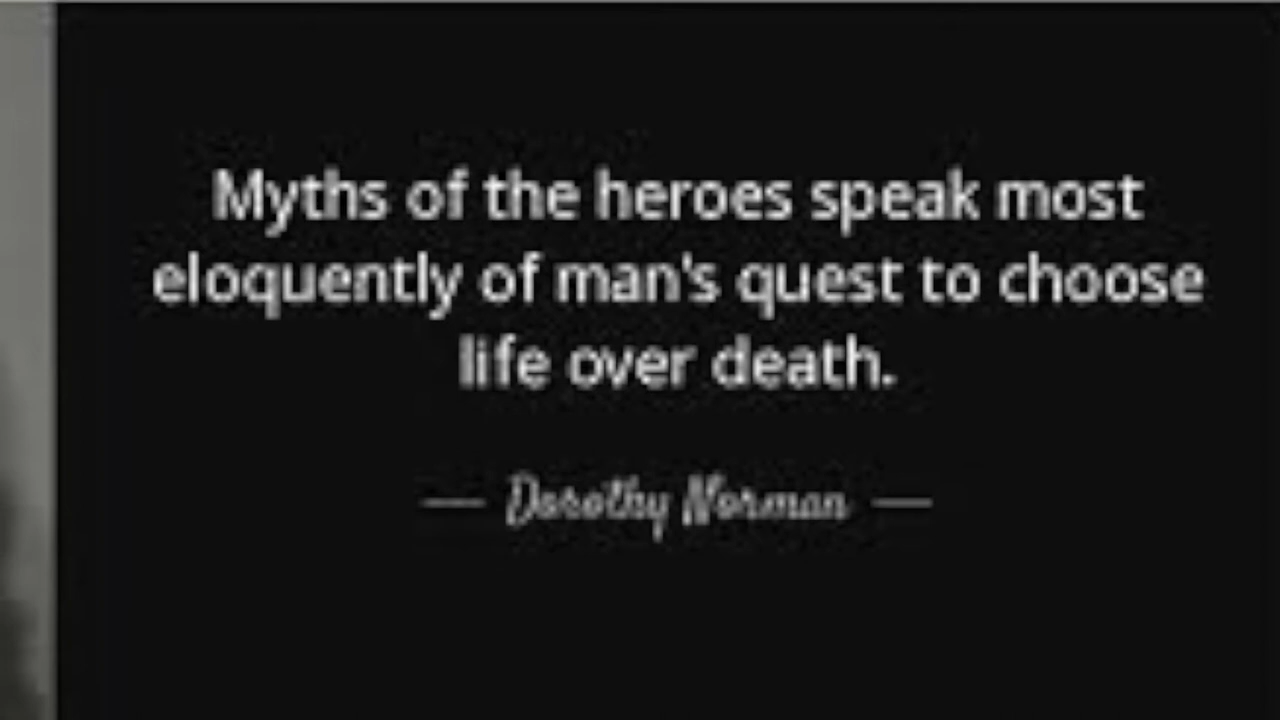 Myths of the heroes speak most
eloquently of man's quest to choose
life over death.
— Dorothy Norman —